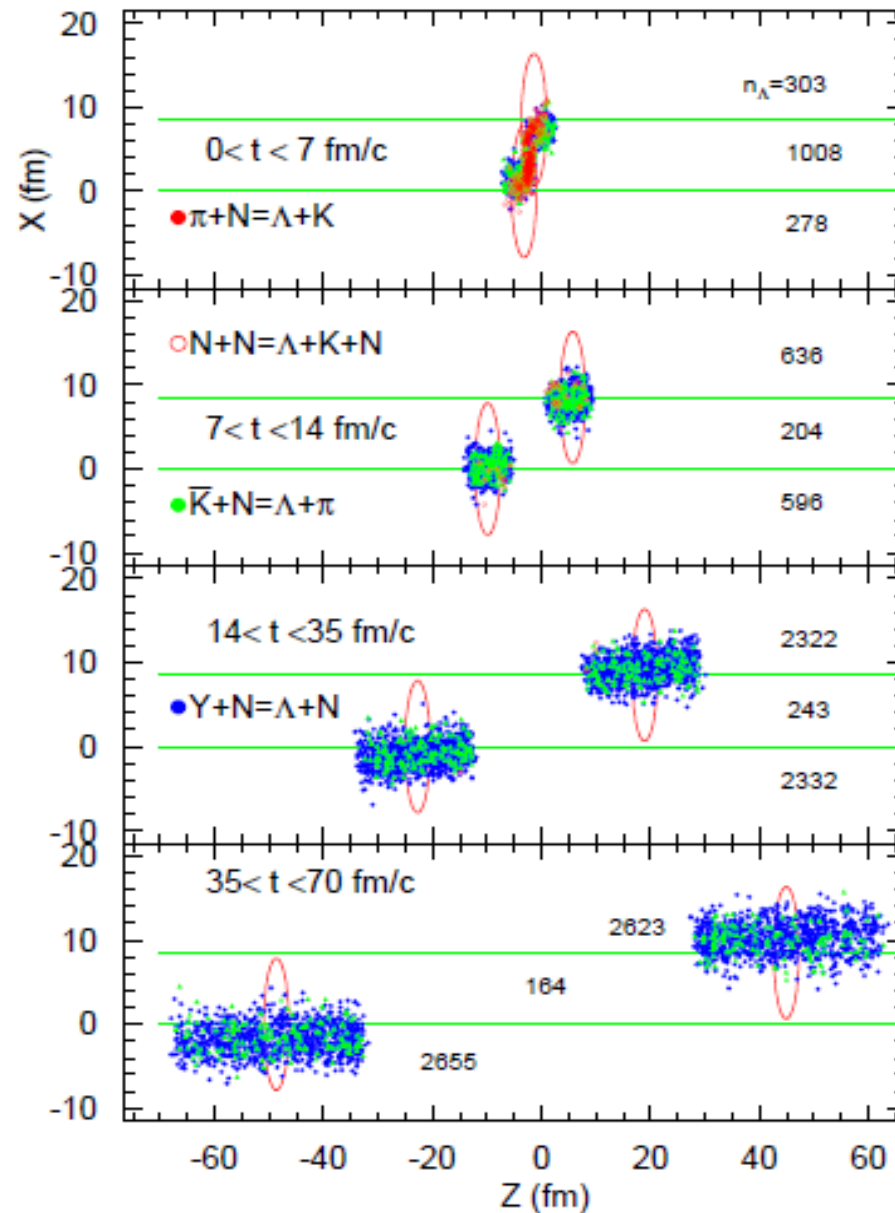 20
n_Λ=303
10
0< t < 7 fm/c
1008
0
π+N=Λ+K
278
-10
20
N+N=Λ+K+N
636
10
7< t <14 fm/c
204
0
K̅+N=Λ+π
596
-10
20
14< t <35 fm/c
2322
10
Y+N=Λ+N
243
0
2332
-10
20
35< t <70 fm/c
2623
10
164
0
2655
-10
-60 -40 -20 0 20 40 60
Z (fm)
X (fm)